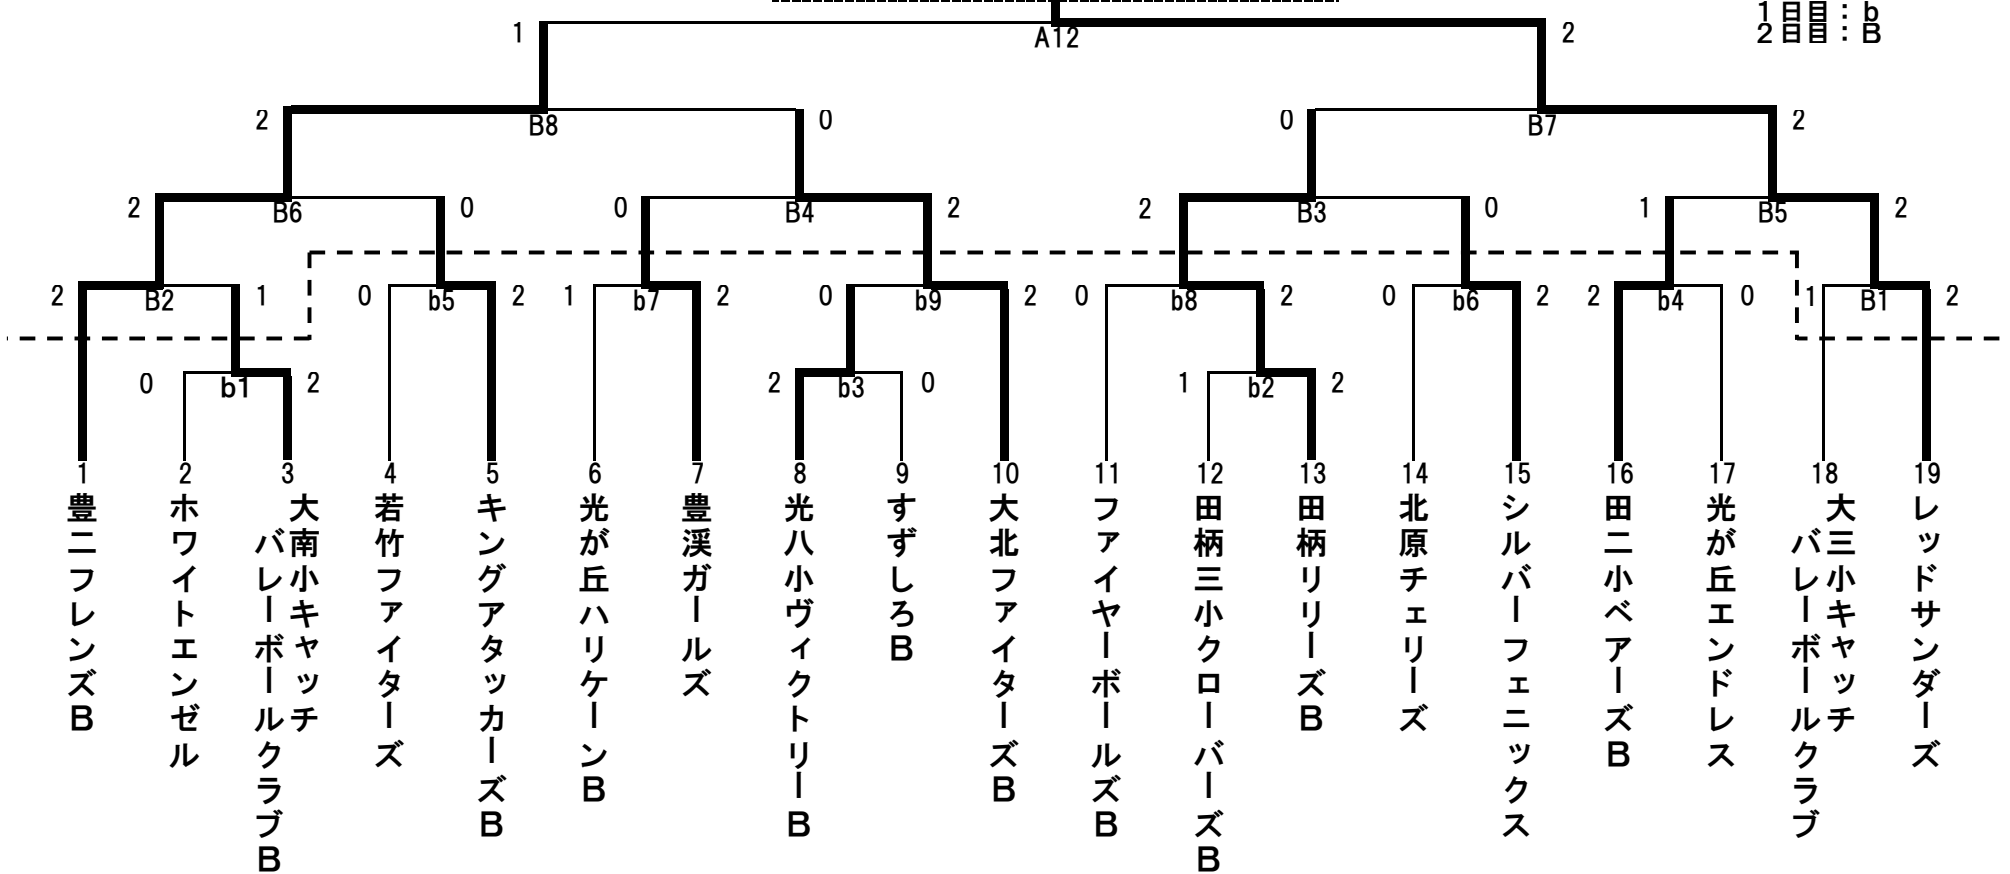 1日目：b
2日目：B
1 A12 2
2 B8 0 0 B7 2
2 B6 0 0 B4 2 2 B3 0 1 B5 2
2 B2 1 0 b5 2 1 b7 2 0 b9 2 0 b8 2 0 b6 2 2 b4 0 1 B1 2
0 b1 2 2 b3 0 1 b2 2
1 2 3 4 5 6 7 8 9 10 11 12 13 14 15 16 17 18 19
豊二フレンズB
ホワイトエンゼル
大南小キャッチ
バレーボールクラブB
若竹ファイターズ
キングアタッカーズB
光が丘ハリケーンB
豊渓ガールズ
光八小ヴィクトリーB
すずしろB
大北ファイターズB
ファイヤーボールズB
田柄三小クローバーズB
田柄リリーズB
北原チェリーズ
シルバーフェニックス
田二小ベアーズB
光が丘エンドレス
大三小キャッチ
バレーボールクラブ
レッドサンダーズ